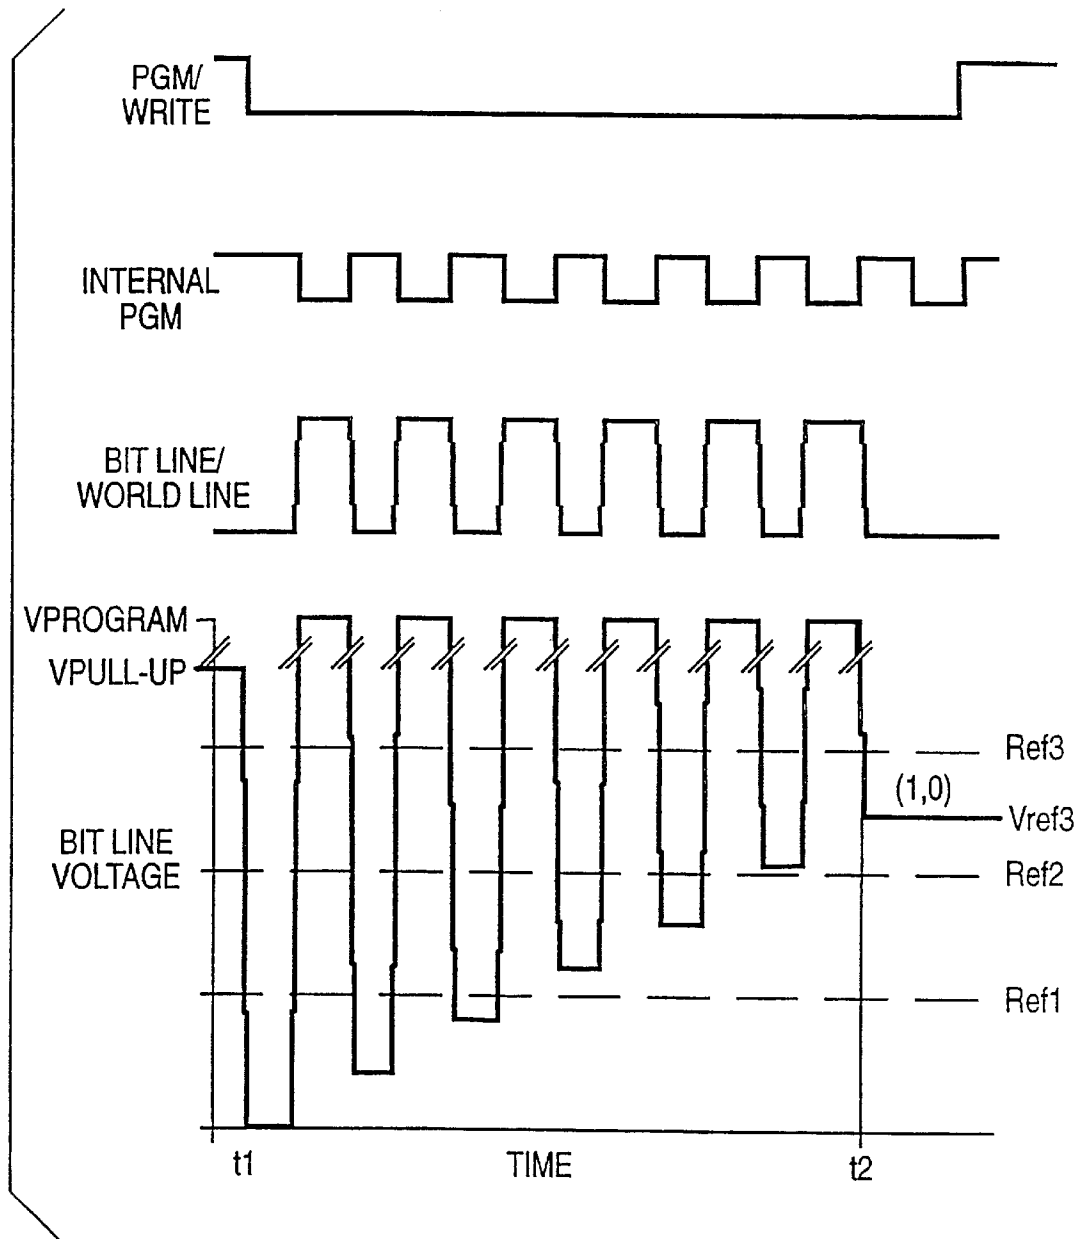 PGM/
WRITE
INTERNAL
PGM
BIT LINE/
WORLD LINE
VPROGRAM
VPULL-UP
Ref3
(1,0)
Vref3
BIT LINE
VOLTAGE
Ref2
Ref1
t1
TIME
t2